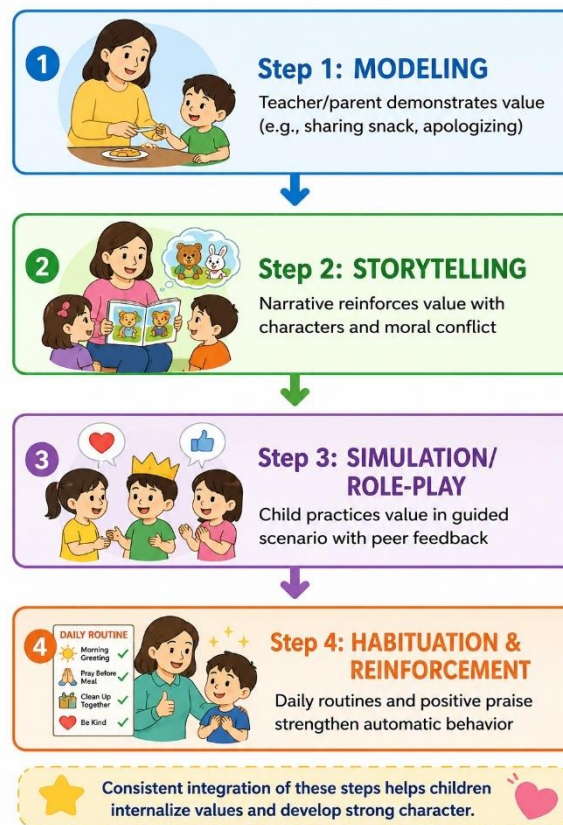 1
Step 1: MODELING
Teacher/parent demonstrates value
(e.g., sharing snack, apologizing)
2
Step 2: STORYTELLING
Narrative reinforces value with
characters and moral conflict
3
Step 3: SIMULATION/
ROLE-PLAY
Child practices value in guided
scenario with peer feedback
4
DAILY ROUTINE
Morning
Greeting
Pray Before
Meal
Clean Up
Together
Be Kind
Step 4: HABITUATION &
REINFORCEMENT
Daily routines and positive praise
strengthen automatic behavior
Consistent integration of these steps helps children
internalize values and develop strong character.